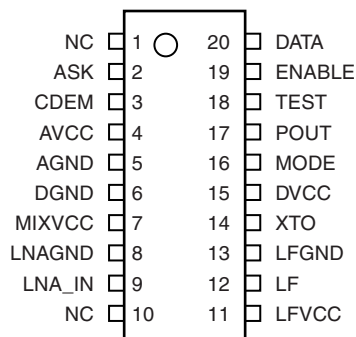 NC 1 20 DATA
ASK 2 19 ENABLE
CDEM 3 18 TEST
AVCC 4 17 POUT
AGND 5 16 MODE
DGND 6 15 DVCC
MIXVCC 7 14 XTO
LNAGND 8 13 LFGND
LNA_IN 9 12 LF
NC 10 11 LFVCC